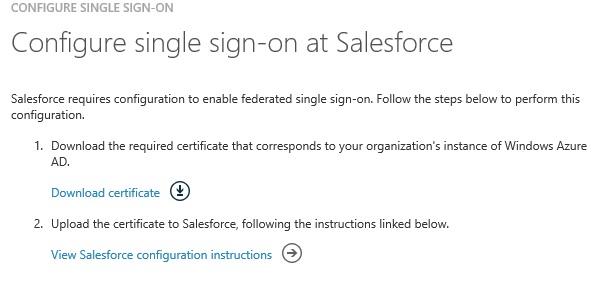 CONFIGURE SINGLE SIGN-ON
Configure single sign-on at Salesforce
Salesforce requires configuration to enable federated single sign-on. Follow the steps below to perform this
configuration.
1. Download the required certificate that corresponds to your organization's instance of Windows Azure
AD.
Download certificate
2. Upload the certificate to Salesforce, following the instructions linked below.
View Salesforce configuration instructions